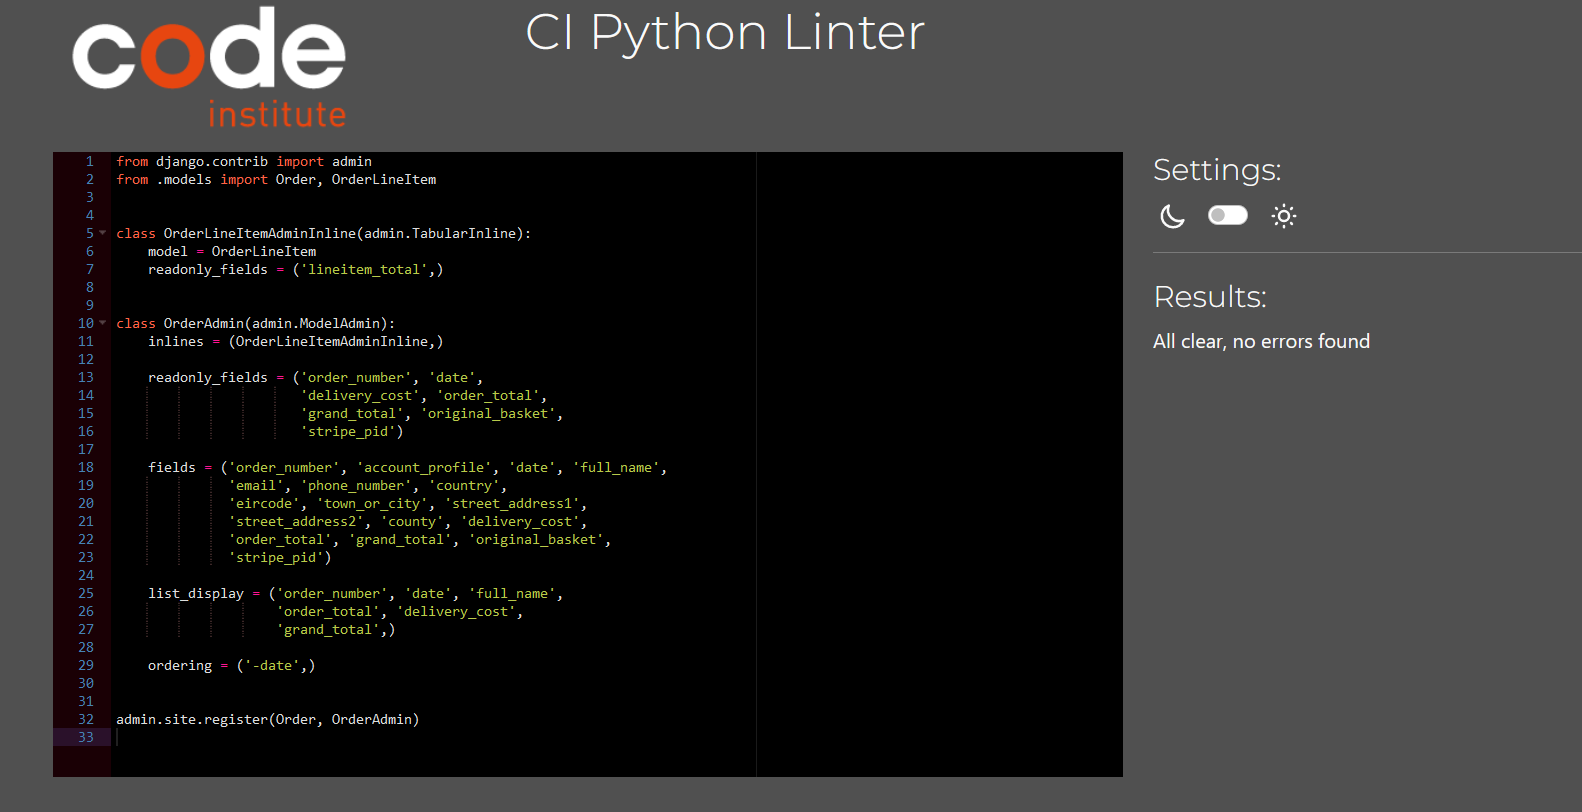 code
institute
CI Python Linter
1 from django.contrib import admin
2 from .models import Order, OrderLineItem
3
4
5 class OrderLineItemAdminInline(admin.TabularInline):
6     model = OrderLineItem
7     readonly_fields = ('lineitem_total',)
8
9
10 class OrderAdmin(admin.ModelAdmin):
11     inlines = (OrderLineItemAdminInline,)
12
13     readonly_fields = ('order_number', 'date',
14                        'delivery_cost', 'order_total',
15                        'grand_total', 'original_basket',
16                        'stripe_pid')
17
18     fields = ('order_number', 'account_profile', 'date', 'full_name',
19               'email', 'phone_number', 'country',
20               'eircode', 'town_or_city', 'street_address1',
21               'street_address2', 'county', 'delivery_cost',
22               'order_total', 'grand_total', 'original_basket',
23               'stripe_pid')
24
25     list_display = ('order_number', 'date', 'full_name',
26                     'order_total', 'delivery_cost',
27                     'grand_total',)
28
29     ordering = ('-date',)
30
31
32 admin.site.register(Order, OrderAdmin)
33
Settings:
Results:
All clear, no errors found